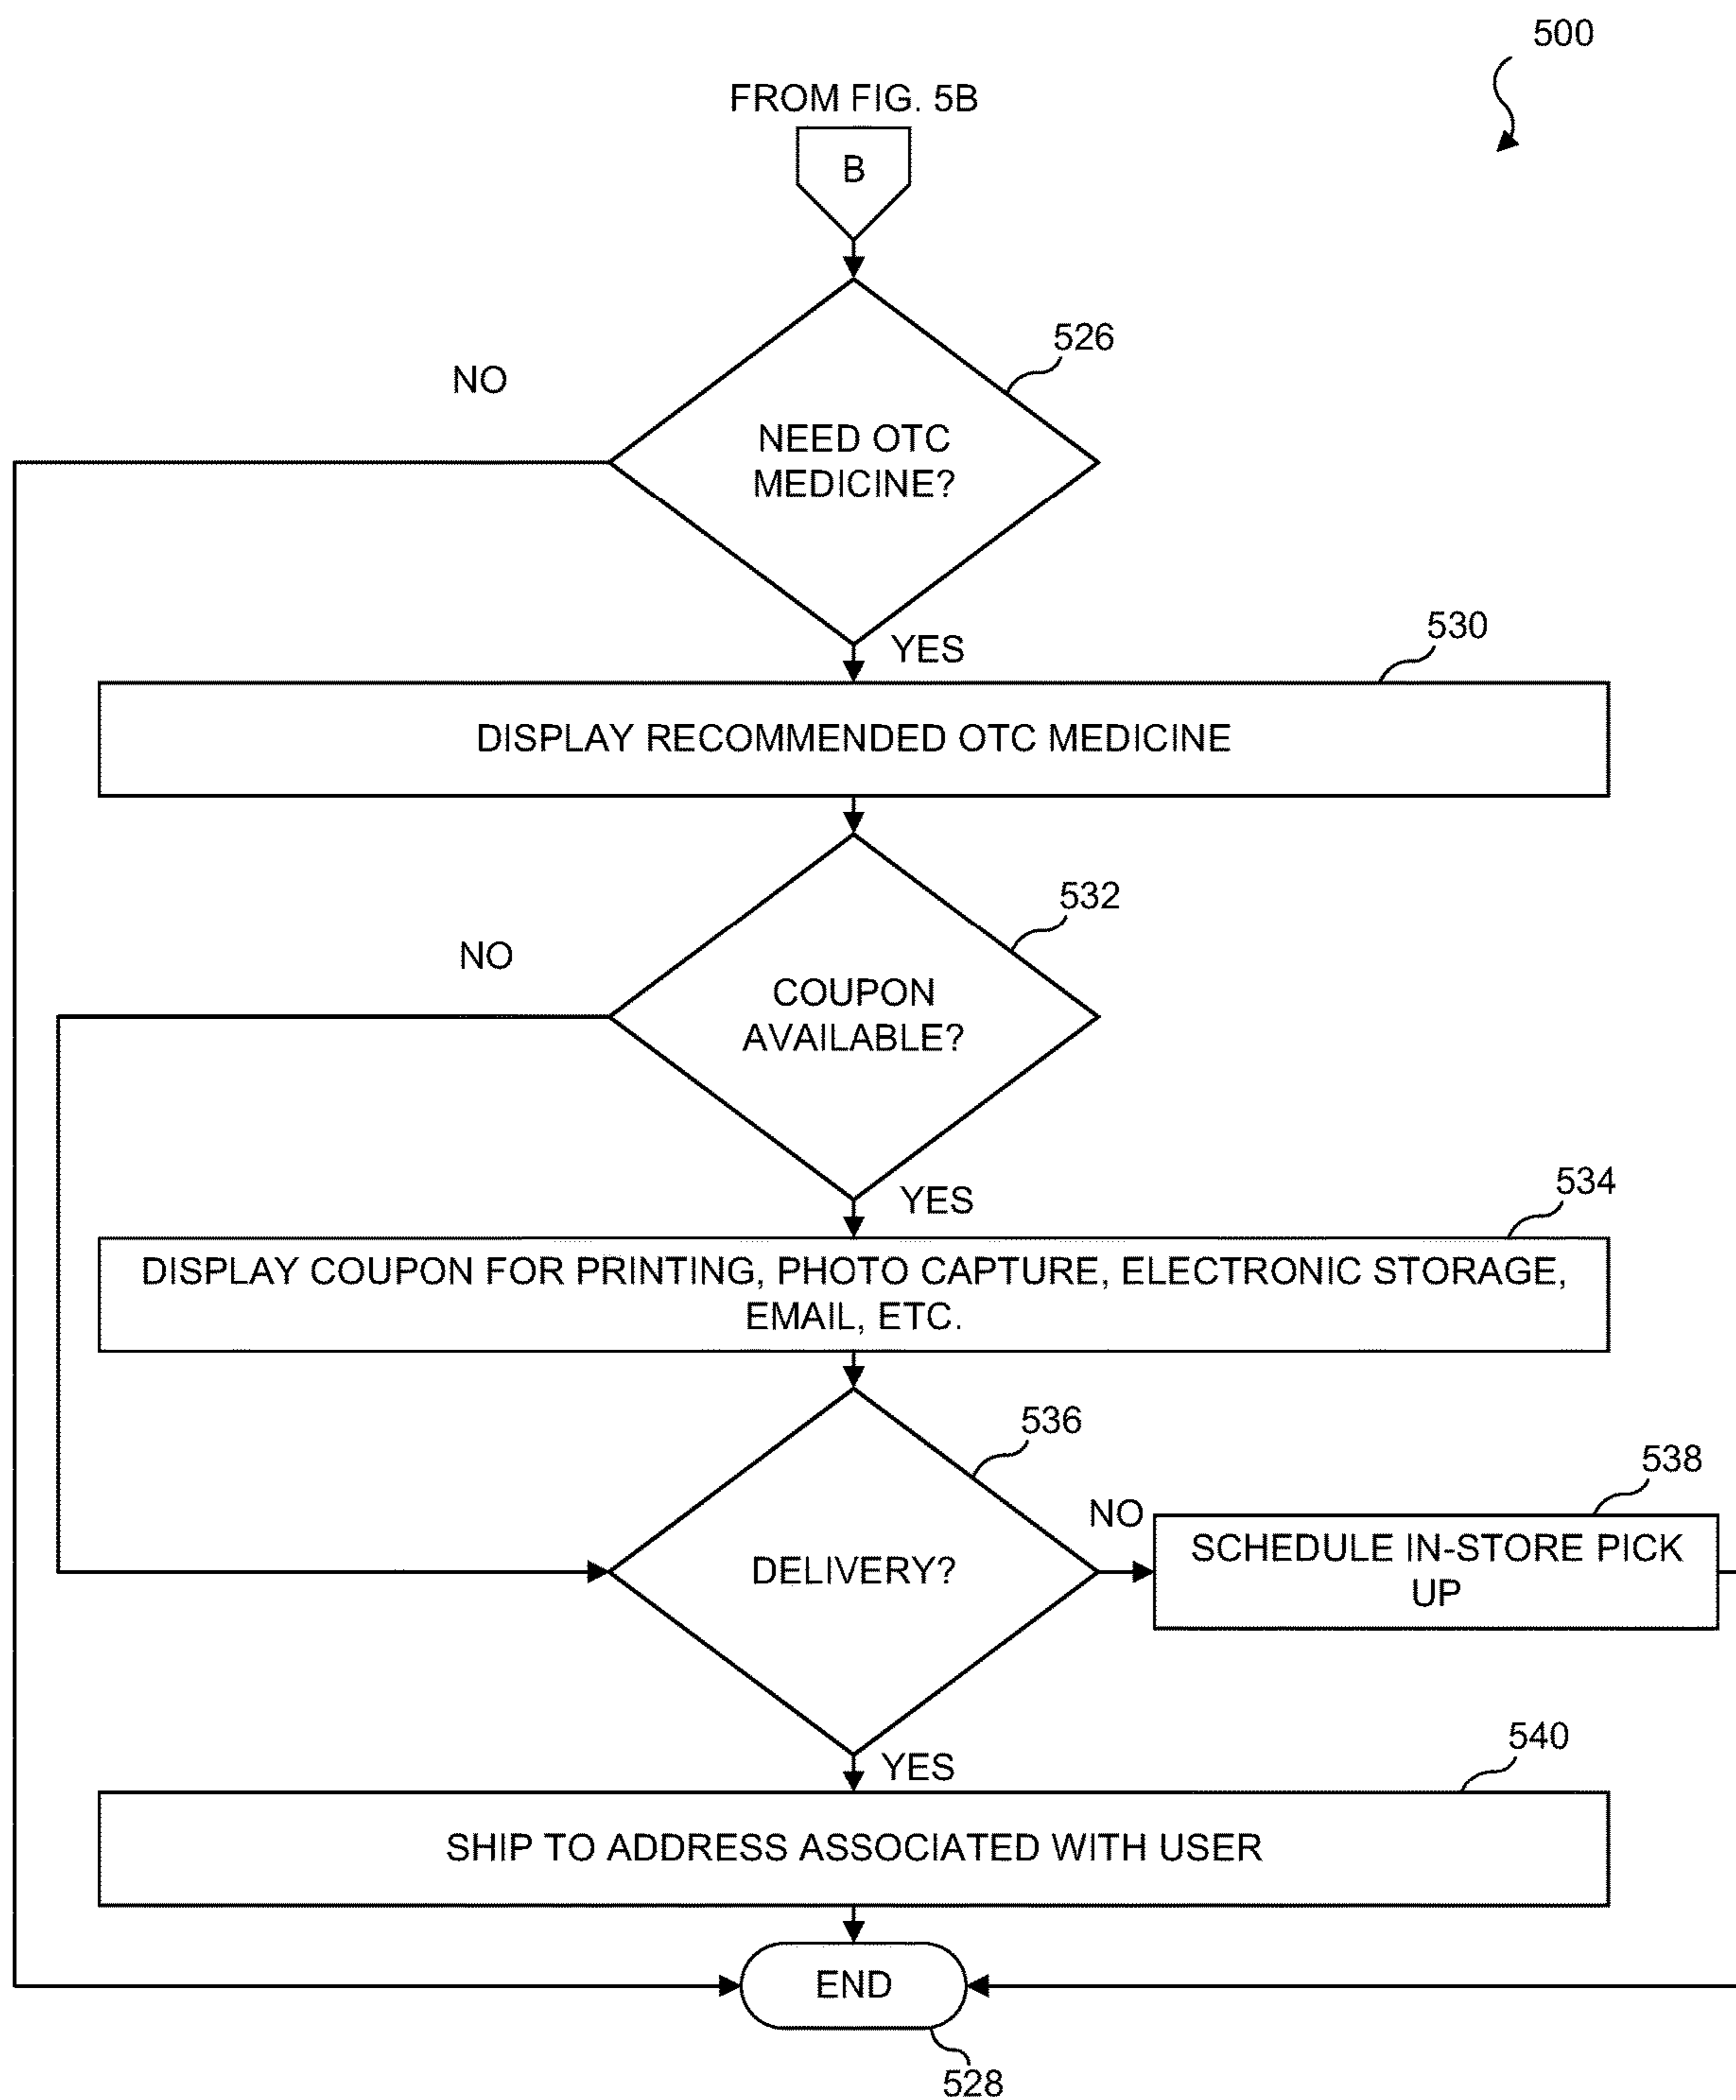 500
FROM FIG. 5B
B
526
NO
NEED OTC
MEDICINE?
YES
530
DISPLAY RECOMMENDED OTC MEDICINE
532
NO
COUPON
AVAILABLE?
YES
534
DISPLAY COUPON FOR PRINTING, PHOTO CAPTURE, ELECTRONIC STORAGE,
EMAIL, ETC.
536
538
NO
DELIVERY?
SCHEDULE IN-STORE PICK
UP
YES
540
SHIP TO ADDRESS ASSOCIATED WITH USER
END
528